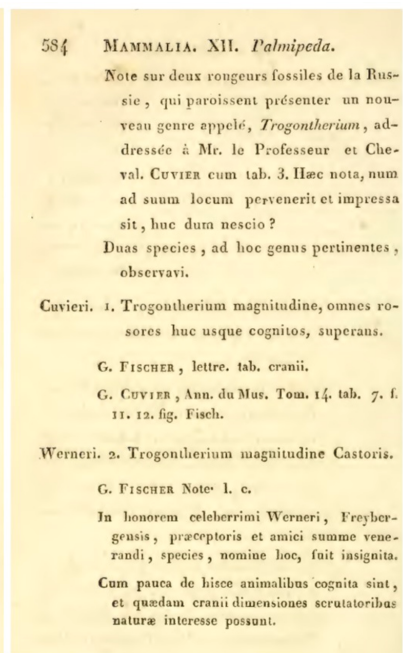 584 MAMMALIA. XII. Palmipeda.
Note sur deux rongeurs fossiles de la Rus-
sie, qui paroissent présenter un nou-
veau genre appelé, Trogontherium, ad-
dressée à Mr. le Professeur et Che-
val. CUVIER cum tab. 3. Hæc nota, num
ad suum locum pervenerit et impressa
sit, huc dum nescio?
Duas species, ad hoc genus pertinentes,
observavi.
Cuvieri. 1. Trogontherium magnitudine, omnes ro-
sores huc usque cognitos, superans.
G. FISCHER, lettre. tab. cranii.
G. CUVIER, Ann. du Mus. Tom. 14. tab. 7. f.
11. 12. fig. Fisch.
Werneri. 2. Trogontherium magnitudine Castoris.
G. FISCHER Note· l. c.
In honorem celeberrimi Werneri, Freyber-
gensis, præceptoris et amici summe vene-
randi, species, nomine hoc, fuit insignita.
Cum pauca de hisce animalibus cognita sint,
et quædam cranii dimensiones scrutatoribus
naturæ interesse possunt.